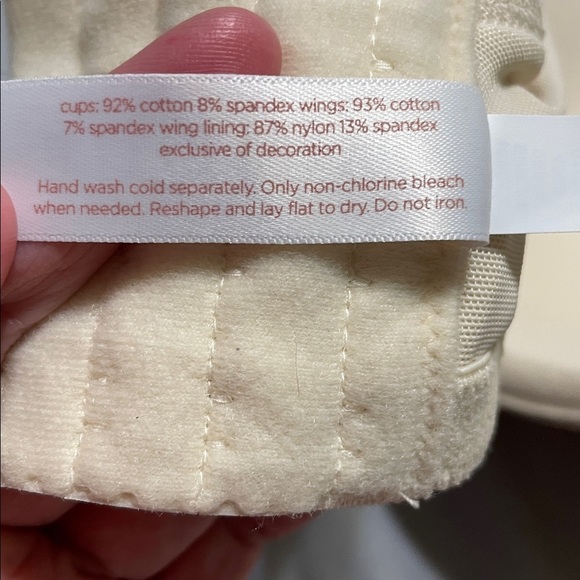 cups: 92% cotton 8% spandex wings: 93% cotton
7% spandex wing lining: 87% nylon 13% spandex
exclusive of decoration
Hand wash cold separately. Only non-chlorine bleach
when needed. Reshape and lay flat to dry. Do not iron.